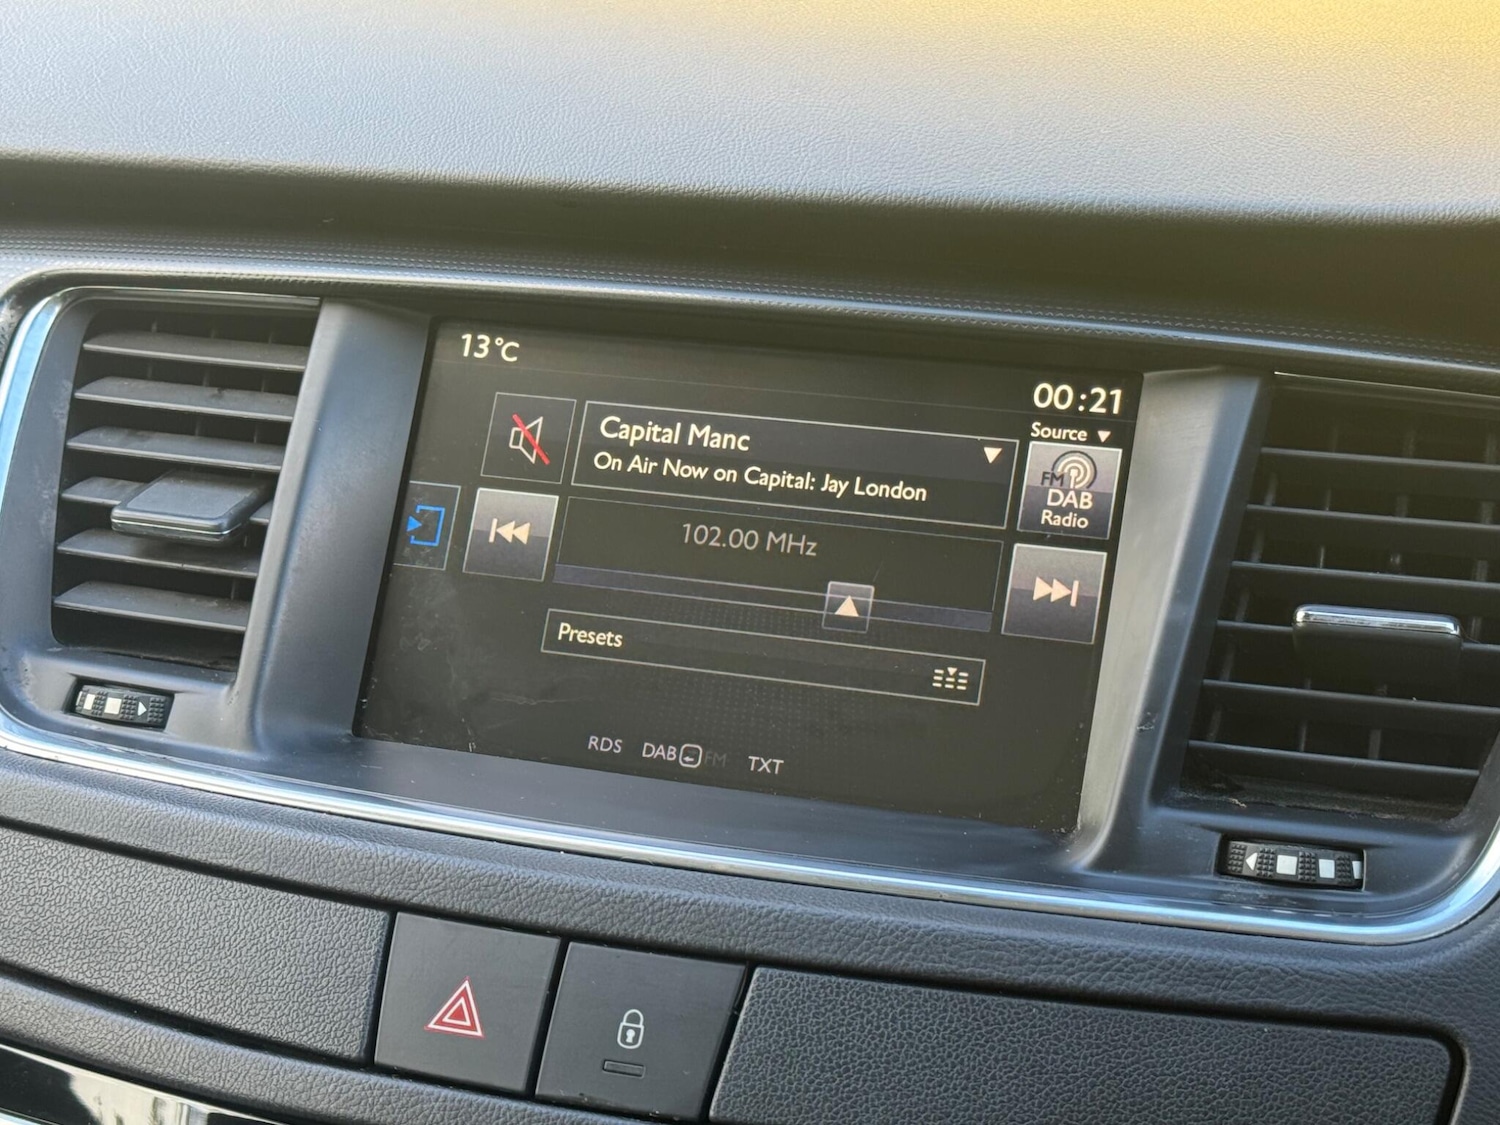 13°C
00:21
Source
Capital Manc
On Air Now on Capital: Jay London
FM
DAB
Radio
102.00 MHz
Presets
RDS DAB FM TXT